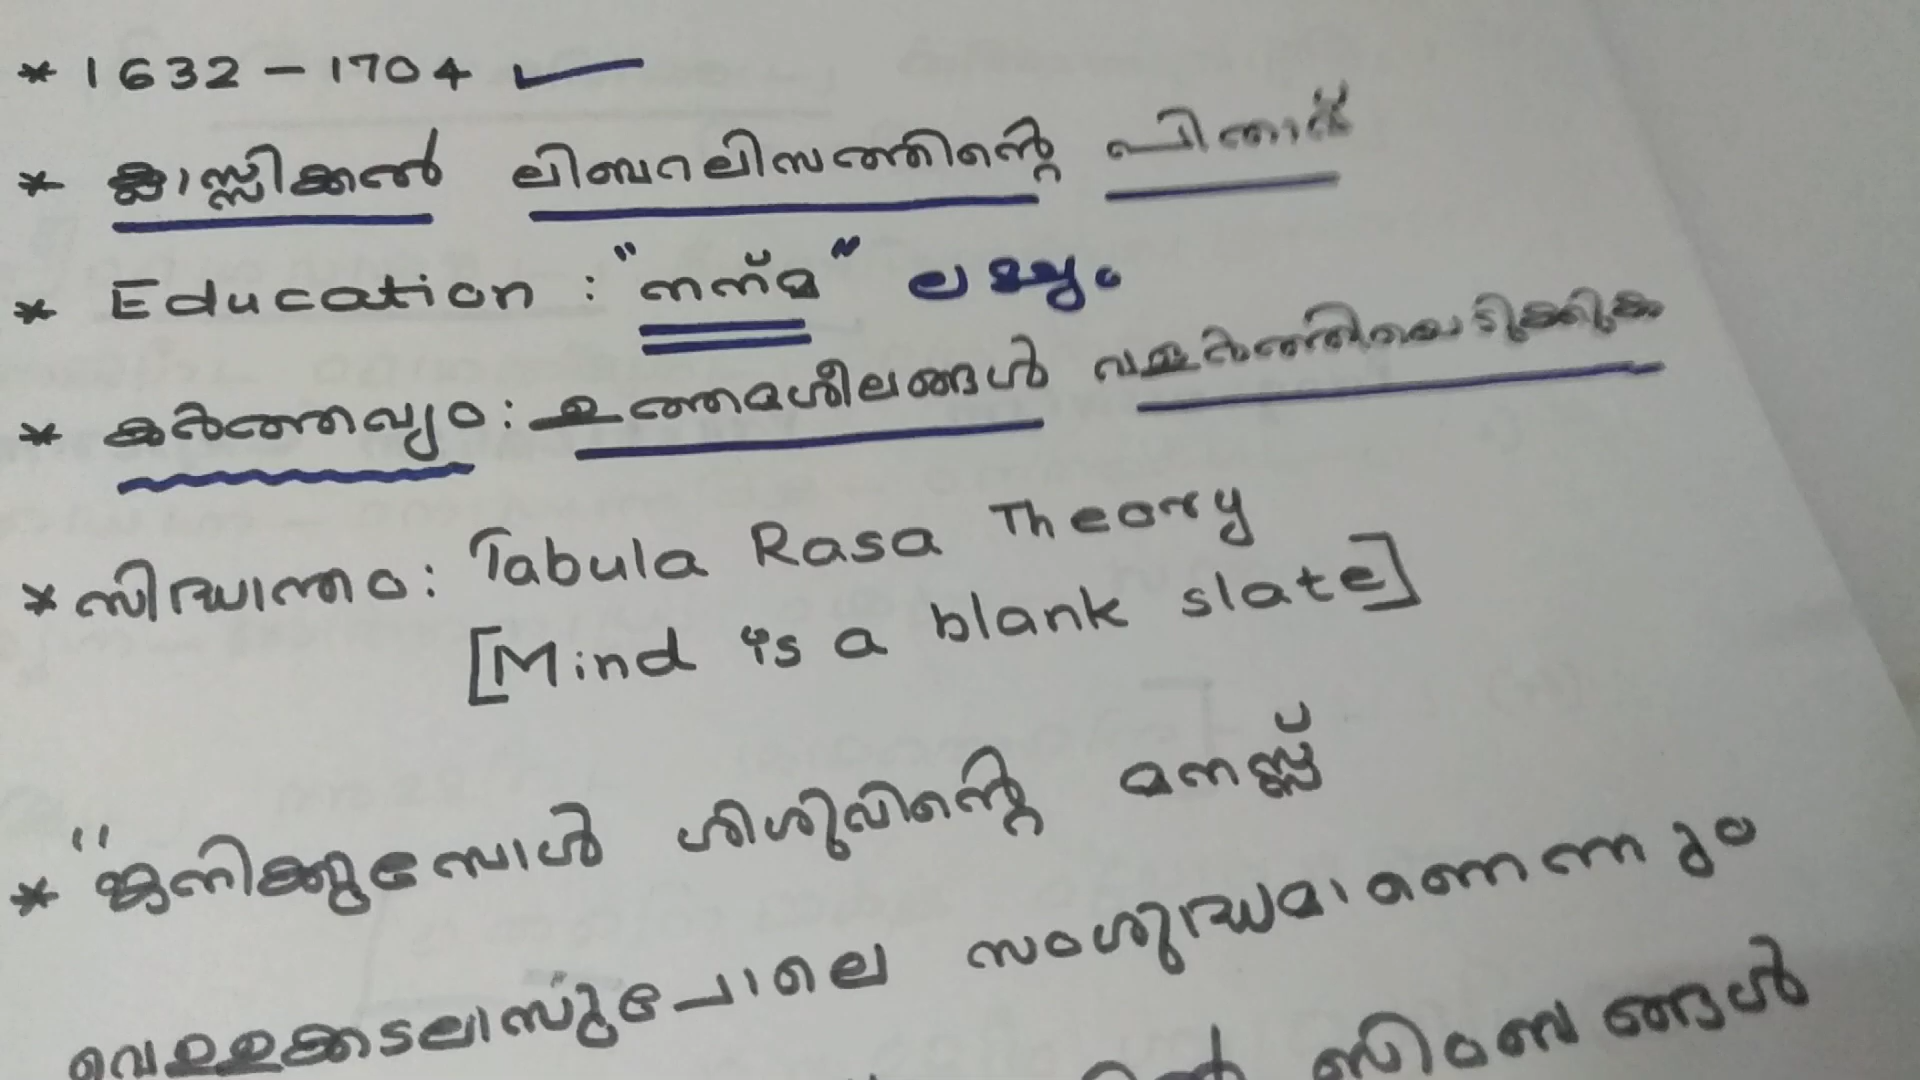 * 1632 - 1704 ✓
* ക്ലാസ്സിക്കൽ ലിബറലിസത്തിന്റെ പിതാവ്
* Education : "നന്മ" ലക്ഷ്യം
* കർത്തവ്യം : ഉത്തമശീലങ്ങൾ വളർത്തിയെടുക്കുക
* സിദ്ധാന്തം : Tabula Rasa Theory
[Mind is a blank slate]
* "ജനിക്കുമ്പോൾ ശിശുവിന്റെ മനസ്സ്
വെള്ളക്കടലാസുപോലെ സംശുദ്ധമാണെന്നും